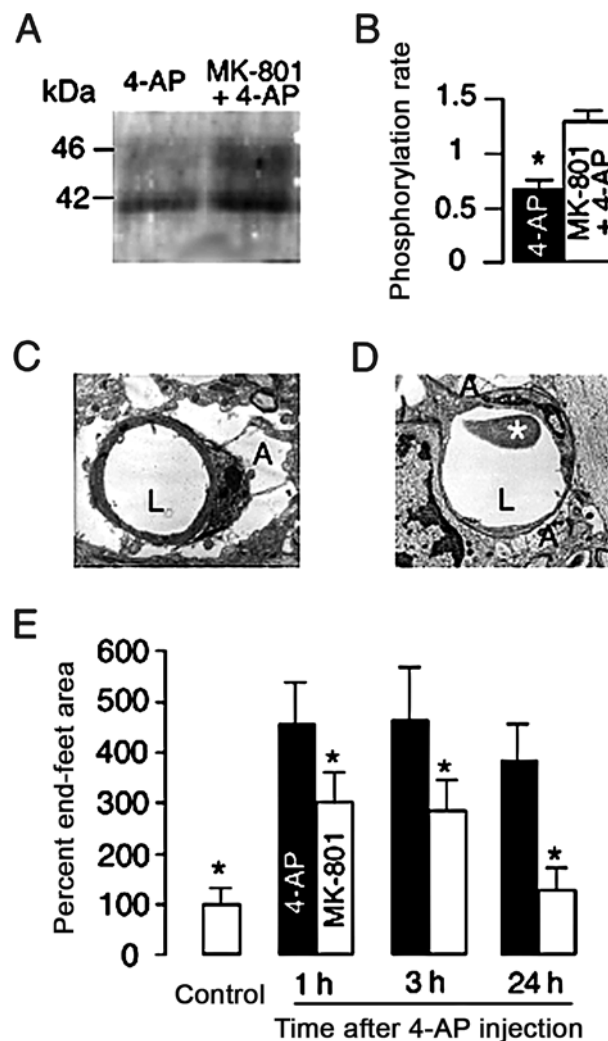 A
4-AP
MK-801
+ 4-AP
kDa
46
42
B
Phosphorylation rate
1.5
1
0.5
0
*
4-AP
MK-801
+ 4-AP
C
L
A
D
A
*
L
A
E
Percent end-feet area
600
500
400
300
200
100
0
*
*
*
*
4-AP
MK-801
Control
1 h
3 h
24 h
Time after 4-AP injection